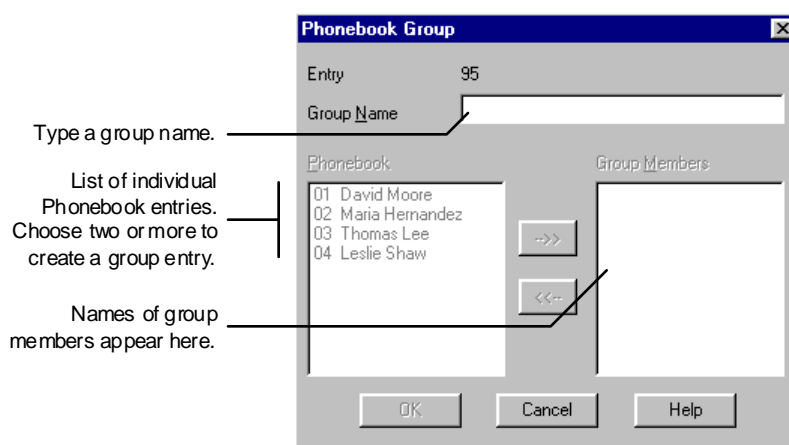 Phonebook Group
Entry 95
Group Name
Type a group name.
Phonebook
Group Members
List of individual
Phonebook entries.
Choose two or more to
create a group entry.
01 David Moore
02 Maria Hernandez
03 Thomas Lee
04 Leslie Shaw
-->>
<<--
Names of group
members appear here.
OK
Cancel
Help